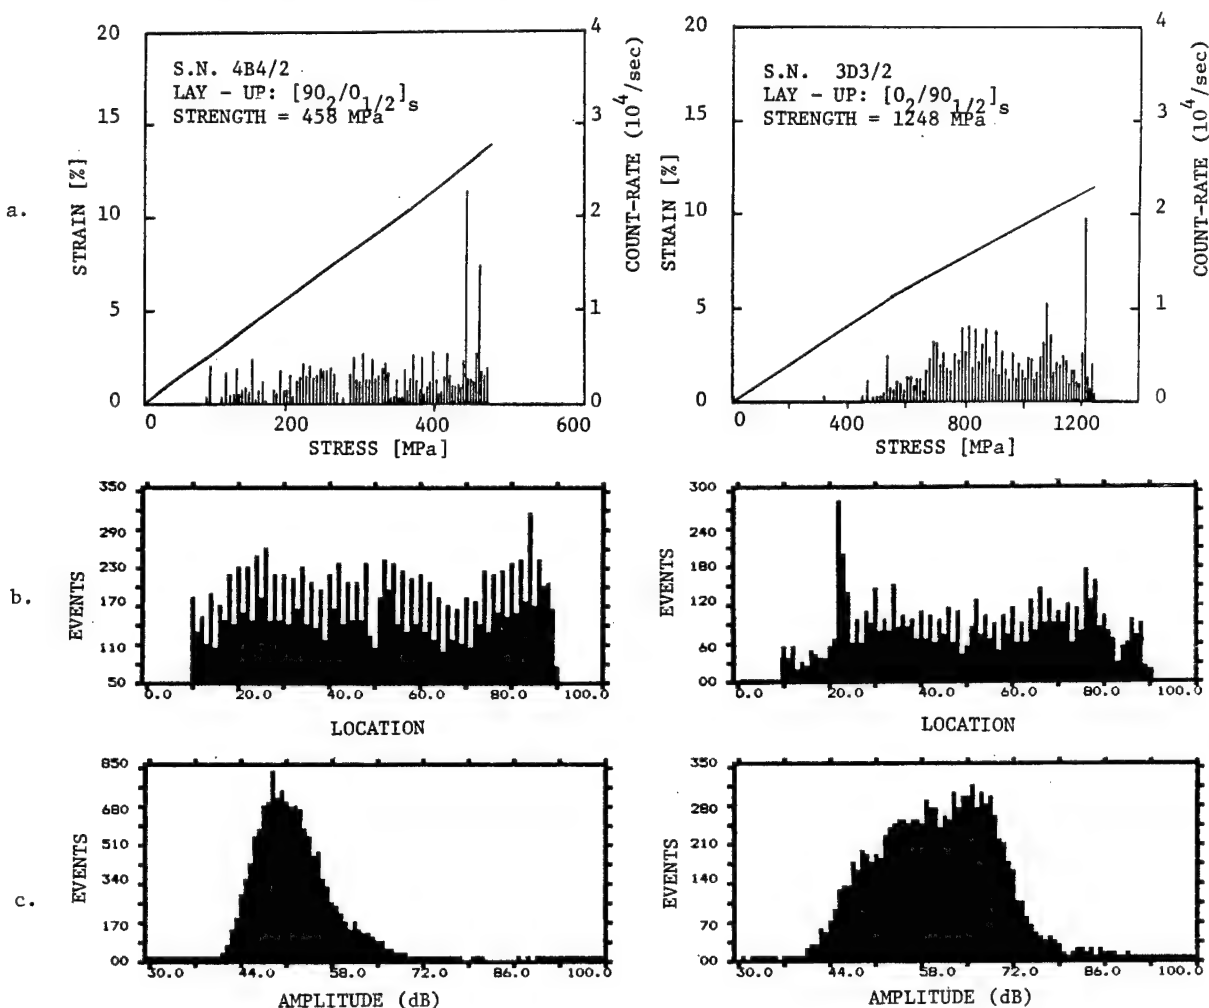 a.
20
15
10
5
0
STRAIN [%]
S.N. 4B4/2
LAY - UP: [90₂/0₁/₂]s
STRENGTH = 458 MPa
4
3
2
1
0
COUNT-RATE (10⁴/sec)
0 200 400 600
STRESS [MPa]
20
15
10
5
0
STRAIN [%]
S.N. 3D3/2
LAY - UP: [0₂/90₁/₂]s
STRENGTH = 1248 MPa
4
3
2
1
0
COUNT-RATE (10⁴/sec)
0 400 800 1200
STRESS [MPa]
b.
350
290
230
170
110
50
EVENTS
0.0 20.0 40.0 60.0 80.0 100.0
LOCATION
300
240
180
120
60
00
EVENTS
0.0 20.0 40.0 60.0 80.0 100.0
LOCATION
c.
850
680
510
340
170
00
EVENTS
30.0 44.0 58.0 72.0 86.0 100.0
AMPLITUDE (dB)
350
280
210
140
70
00
EVENTS
30.0 44.0 58.0 72.0 86.0 100.0
AMPLITUDE (dB)